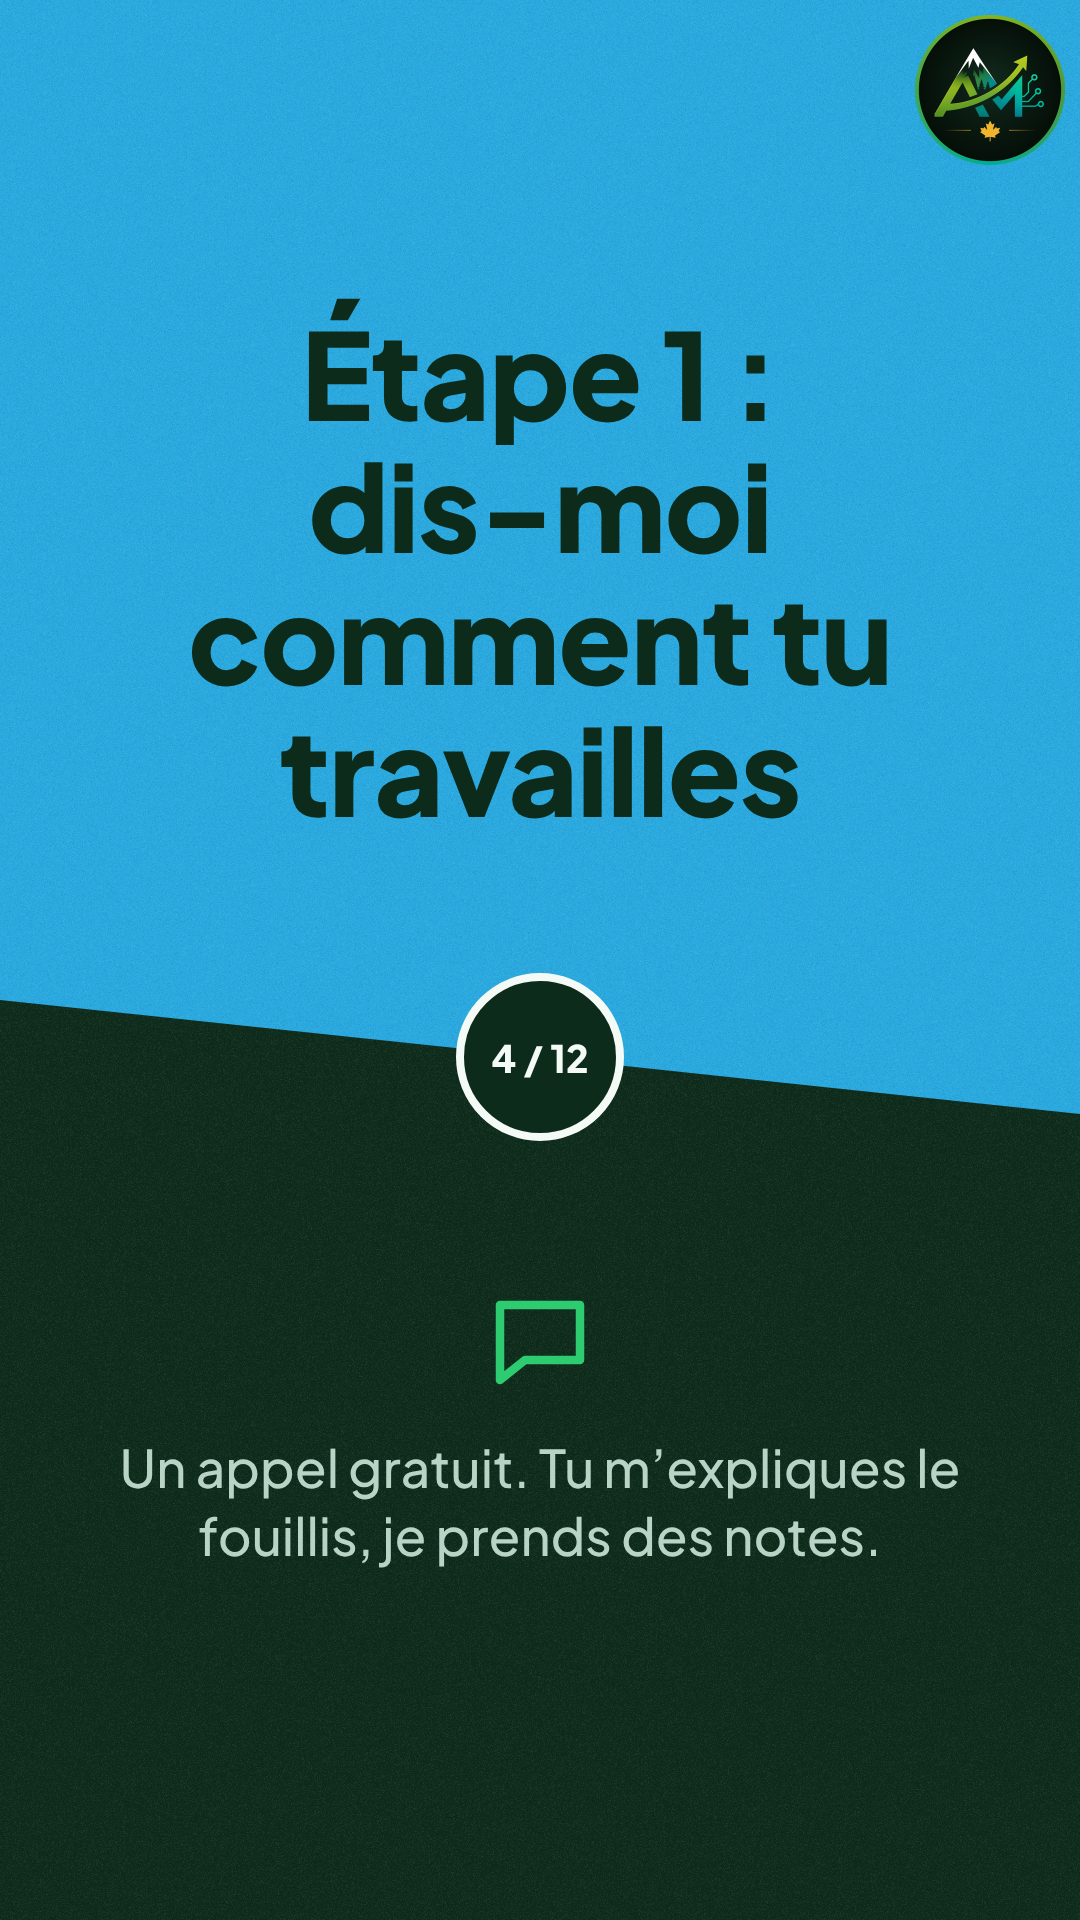 AM
Étape 1 :
dis-moi
comment tu
travailles
4 / 12
Un appel gratuit. Tu m’expliques le
fouillis, je prends des notes.